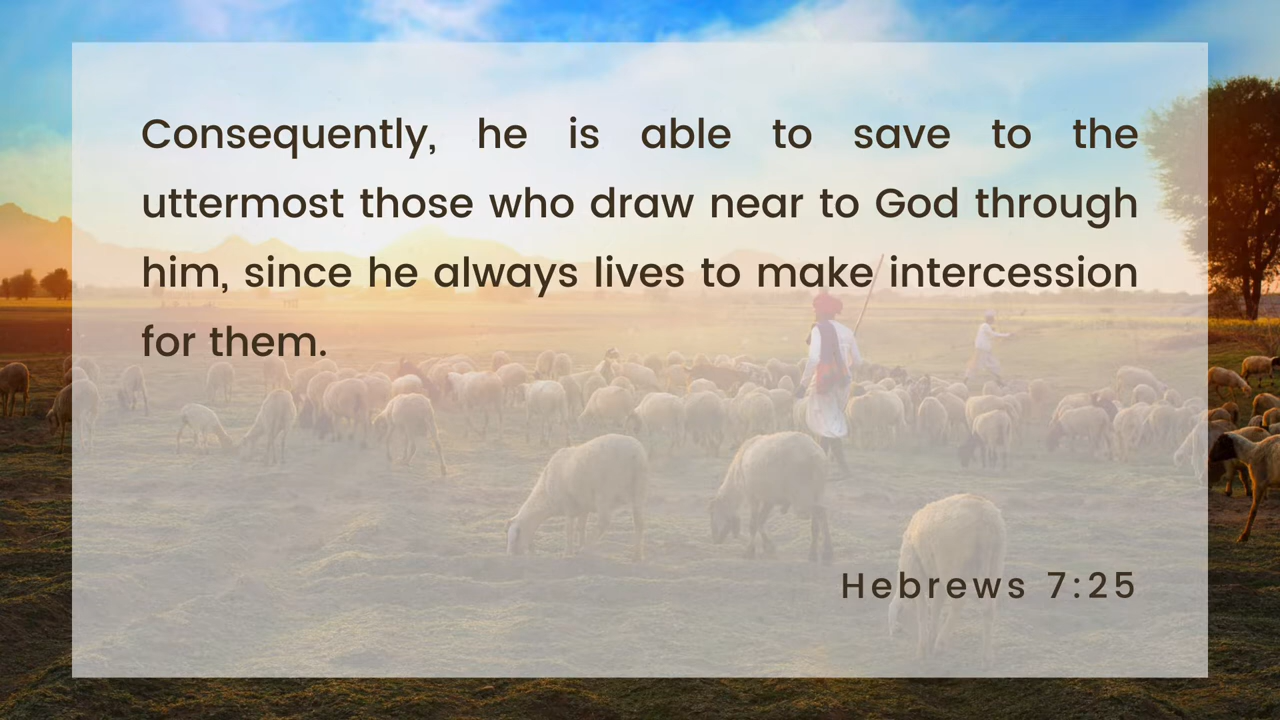 Consequently, he is able to save to the
uttermost those who draw near to God through
him, since he always lives to make intercession
for them.
Hebrews 7:25